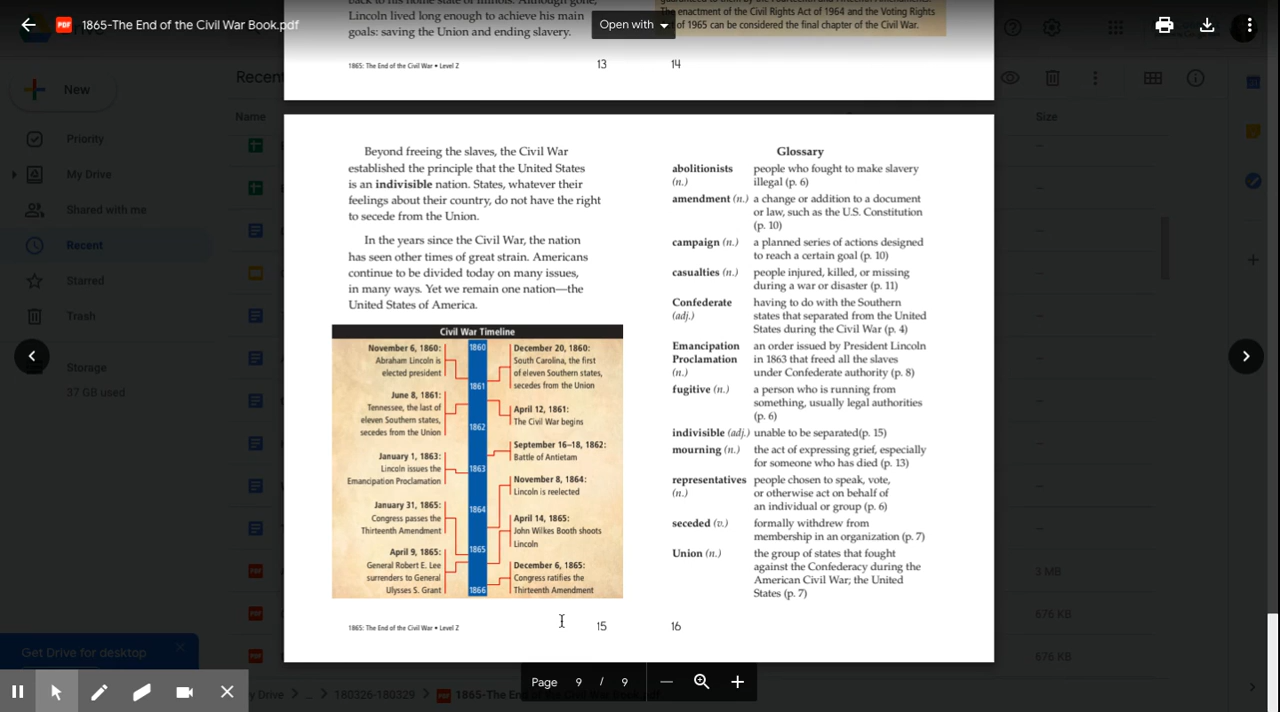 back to his home state of Illinois. Although gone,
Lincoln lived long enough to achieve his main
goals: saving the Union and ending slavery.
1865: The End of the Civil War • Level Z
13
The enactment of the Civil Rights Act of 1964 and the Voting Rights
of 1965 can be considered the final chapter of the Civil War.
14
1865-The End of the Civil War Book.pdf
Open with
PDF
New
Priority
My Drive
Shared with me
Recent
Starred
Trash
Storage
37 GB used
Get Drive for desktop
Recent
Name
Size
3 MB
676 KB
676 KB
Beyond freeing the slaves, the Civil War
established the principle that the United States
is an indivisible nation. States, whatever their
feelings about their country, do not have the right
to secede from the Union.
In the years since the Civil War, the nation
has seen other times of great strain. Americans
continue to be divided today on many issues,
in many ways. Yet we remain one nation—the
United States of America.
Civil War Timeline
November 6, 1860:
Abraham Lincoln is
elected president
June 8, 1861:
Tennessee, the last of
eleven Southern states,
secedes from the Union
January 1, 1863:
Lincoln issues the
Emancipation Proclamation
January 31, 1865:
Congress passes the
Thirteenth Amendment
April 9, 1865:
General Robert E. Lee
surrenders to General
Ulysses S. Grant
1860
1861
1862
1863
1864
1865
1866
December 20, 1860:
South Carolina, the first
of eleven Southern states,
secedes from the Union
April 12, 1861:
The Civil War begins
September 16–18, 1862:
Battle of Antietam
November 8, 1864:
Lincoln is reelected
April 14, 1865:
John Wilkes Booth shoots
Lincoln
December 6, 1865:
Congress ratifies the
Thirteenth Amendment
1865: The End of the Civil War • Level Z
15
Glossary
abolitionists (n.) people who fought to make slavery
illegal (p. 6)
amendment (n.) a change or addition to a document
or law, such as the U.S. Constitution
(p. 10)
campaign (n.) a planned series of actions designed
to reach a certain goal (p. 10)
casualties (n.) people injured, killed, or missing
during a war or disaster (p. 11)
Confederate (adj.) having to do with the Southern
states that separated from the United
States during the Civil War (p. 4)
Emancipation Proclamation (n.) an order issued by President Lincoln
in 1863 that freed all the slaves
under Confederate authority (p. 8)
fugitive (n.) a person who is running from
something, usually legal authorities
(p. 6)
indivisible (adj.) unable to be separated(p. 15)
mourning (n.) the act of expressing grief, especially
for someone who has died (p. 13)
representatives (n.) people chosen to speak, vote,
or otherwise act on behalf of
an individual or group (p. 6)
seceded (v.) formally withdrew from
membership in an organization (p. 7)
Union (n.) the group of states that fought
against the Confederacy during the
American Civil War; the United
States (p. 7)
16
Page 9 / 9
Drive
180326-180329
1865-The End of the Civil War Book.pdf